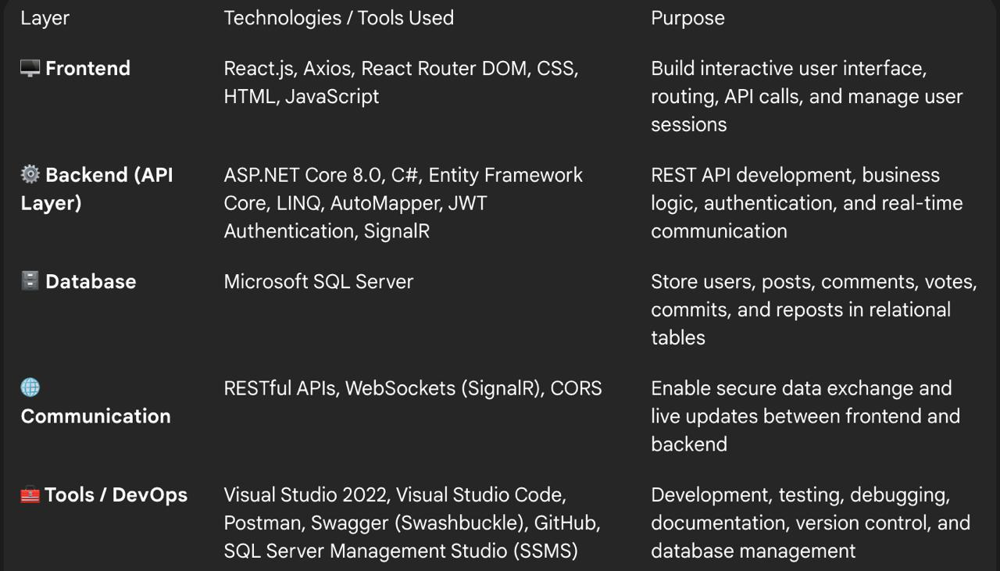 Layer Technologies / Tools Used Purpose
🖥️ Frontend React.js, Axios, React Router DOM, CSS, Build interactive user interface,
HTML, JavaScript routing, API calls, and manage user
sessions
⚙️ Backend (API ASP.NET Core 8.0, C#, Entity Framework REST API development, business
Layer) Core, LINQ, AutoMapper, JWT logic, authentication, and real-time
Authentication, SignalR communication
🗄️ Database Microsoft SQL Server Store users, posts, comments, votes,
commits, and reposts in relational
tables
🌐 RESTful APIs, WebSockets (SignalR), CORS Enable secure data exchange and
Communication live updates between frontend and
backend
🧰 Tools / DevOps Visual Studio 2022, Visual Studio Code, Development, testing, debugging,
Postman, Swagger (Swashbuckle), GitHub, documentation, version control, and
SQL Server Management Studio (SSMS) database management